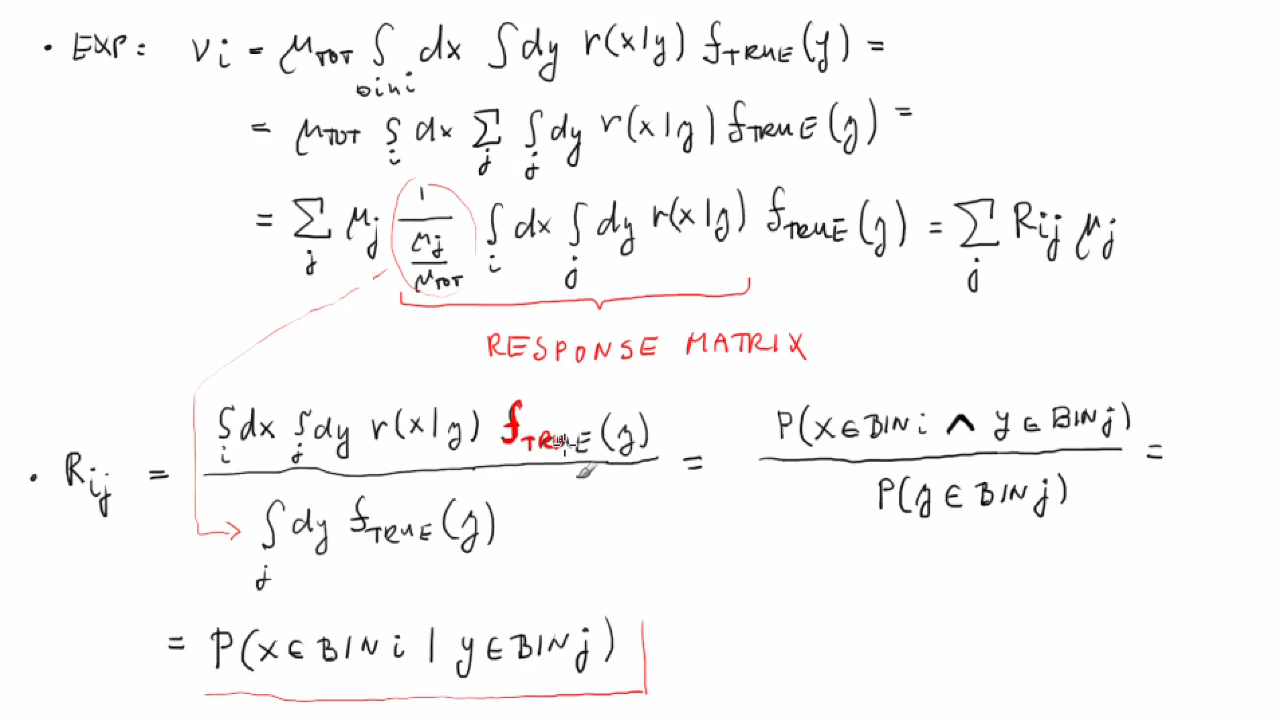 • EXP: νi = μTOT ∫bin i dx ∫dy r(x|y) fTRUE(y) =
= μTOT ∫i dx Σj ∫j dy r(x|y) fTRUE(y) =
= Σj μj 1/(μj/μTOT) ∫i dx ∫j dy r(x|y) fTRUE(y) = Σj Rij μj
RESPONSE MATRIX
• Rij = ∫i dx ∫j dy r(x|y) fTRUE(y) / ∫j dy fTRUE(y) = P(x∈BIN i ∧ y∈BIN j) / P(y∈BIN j) =
= P(x∈BIN i | y∈BIN j)